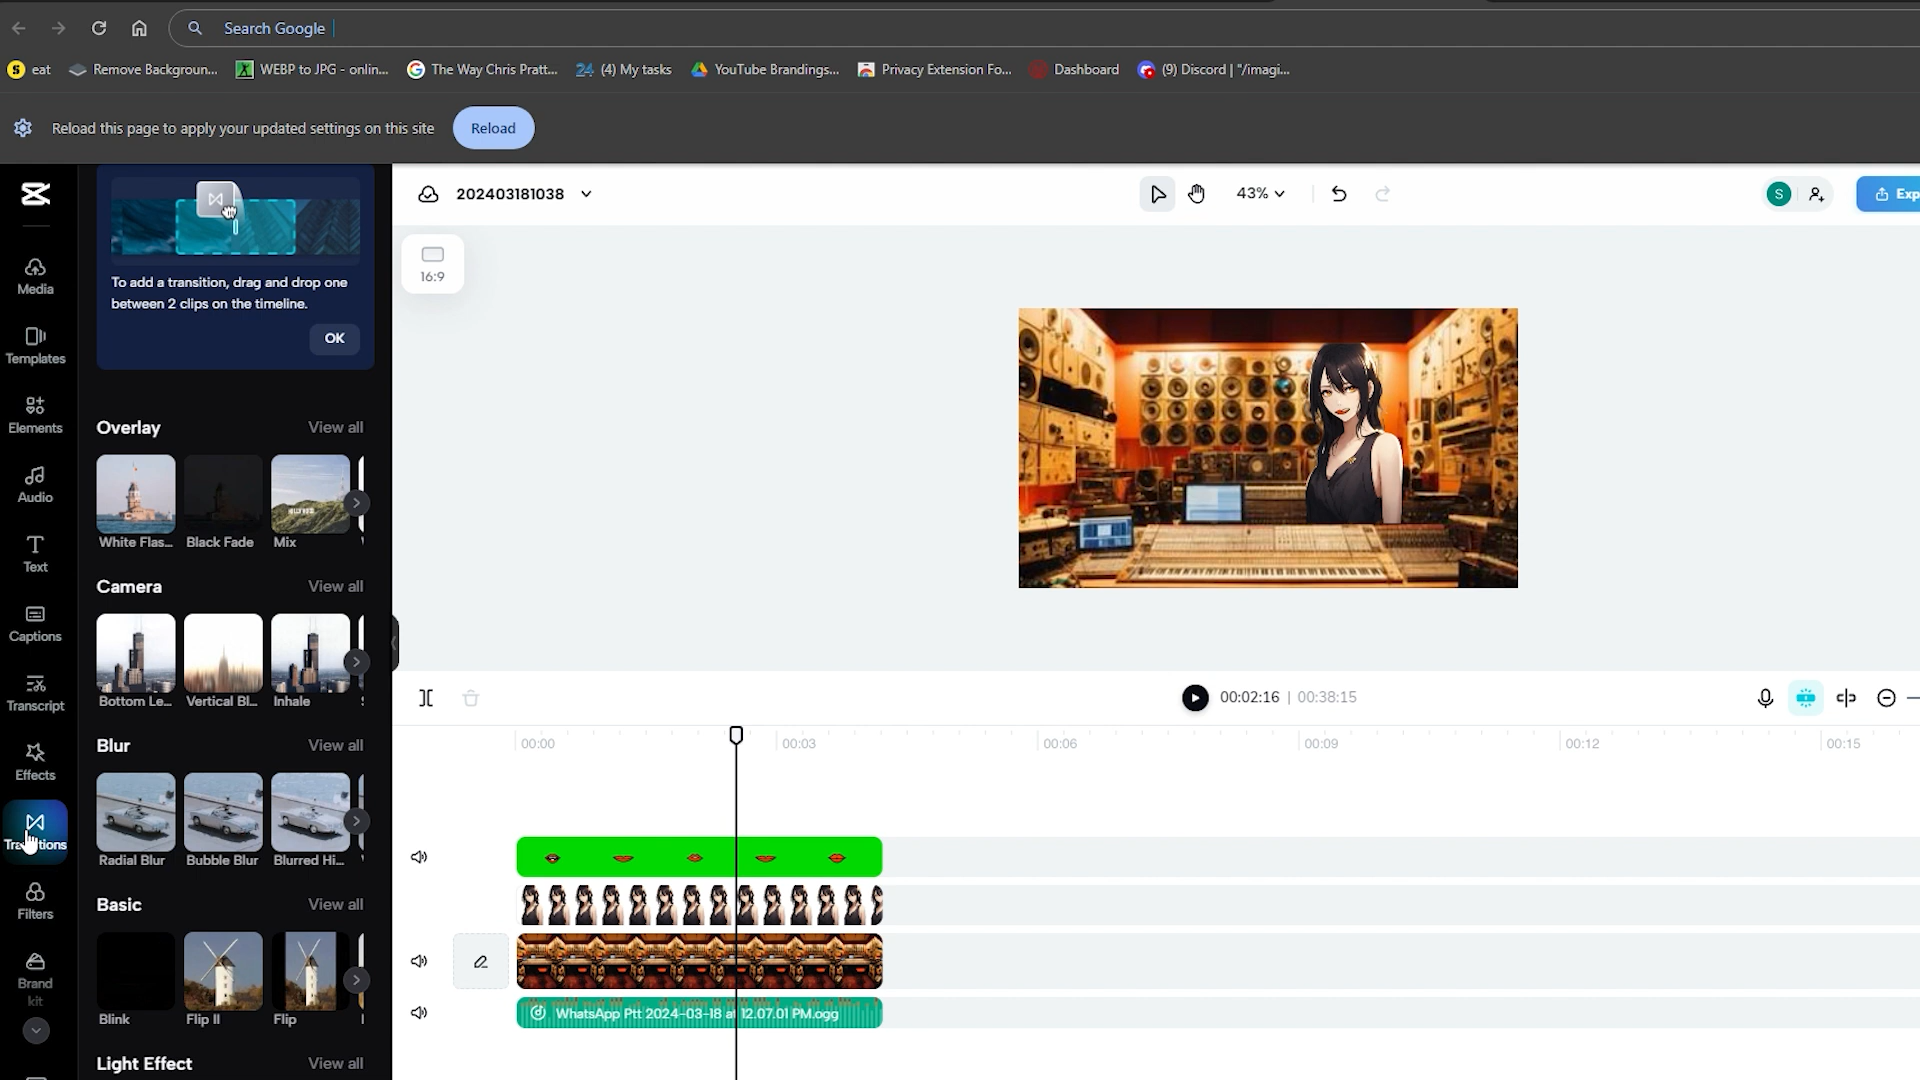 Search Google
eat
Remove Backgroun...
WEBP to JPG - onlin...
The Way Chris Pratt...
24 (4) My tasks
YouTube Brandings...
Privacy Extension Fo...
Dashboard
(9) Discord | "/imagi...
Reload this page to apply your updated settings on this site
Reload
Media
Templates
Elements
Audio
Text
Captions
Transcript
Effects
Filters
Brand
kit
To add a transition, drag and drop one
between 2 clips on the timeline.
OK
Overlay View all
White Flas... Black Fade Mix
Camera View all
Bottom Le... Vertical Bl... Inhale
Blur View all
Radial Blur Bubble Blur Blurred Hi...
Basic View all
Blink Flip II Flip
Light Effect View all
202403181038
43%
S
Exp
16:9
00:02:16 | 00:38:15
00:00 00:03 00:06 00:09 00:12 00:15
WhatsApp Ptt 2024-03-18 at 12.07.01 PM.ogg